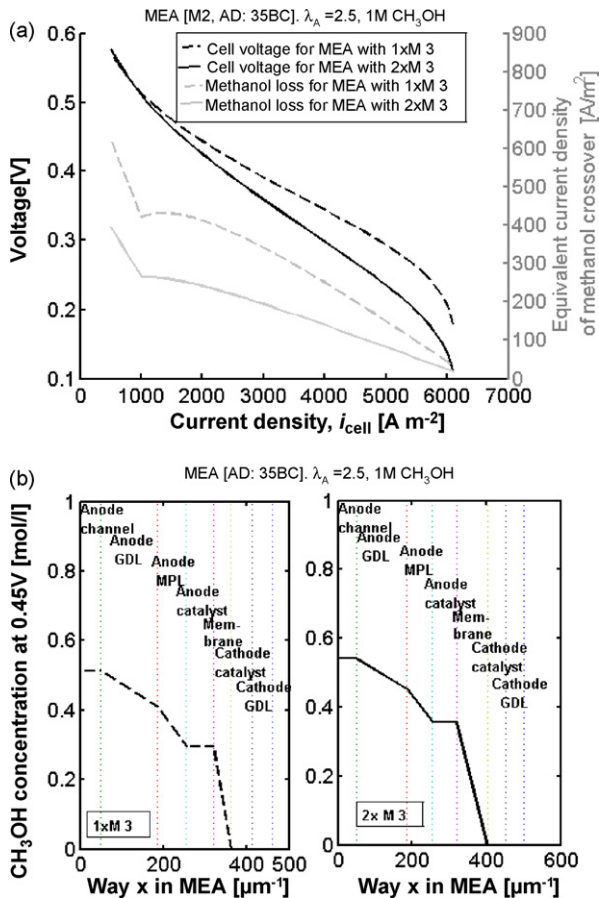 (a)
MEA [M2, AD: 35BC]. λA =2.5, 1M CH3OH
Cell voltage for MEA with 1xM 3
Cell voltage for MEA with 2xM 3
Methanol loss for MEA with 1xM 3
Methanol loss for MEA with 2xM 3
0.6
0.5
0.4
0.3
0.2
0.1
Voltage[V]
900
800
700
600
500
400
300
200
100
0
Equivalent current density
of methanol crossover [A/m²]
0 1000 2000 3000 4000 5000 6000 7000
Current density, icell [A m-2]
(b)
MEA [AD: 35BC]. λA =2.5, 1M CH3OH
CH3OH concentration at 0.45V [mol/l]
1
0.8
0.6
0.4
0.2
0
Anode
channel
Anode
GDL
Anode
MPL
Anode
catalyst
Mem-
brane
Cathode
catalyst
Cathode
GDL
1xM 3
0 100 200 300 400 500
Way x in MEA [µm-1]
1
0.8
0.6
0.4
0.2
0
Anode
channel
Anode
GDL
Anode
MPL
Anode
catalyst
Mem-
brane
Cathode
catalyst
Cathode
GDL
2x M 3
0 200 400 600
Way x in MEA [µm-1]